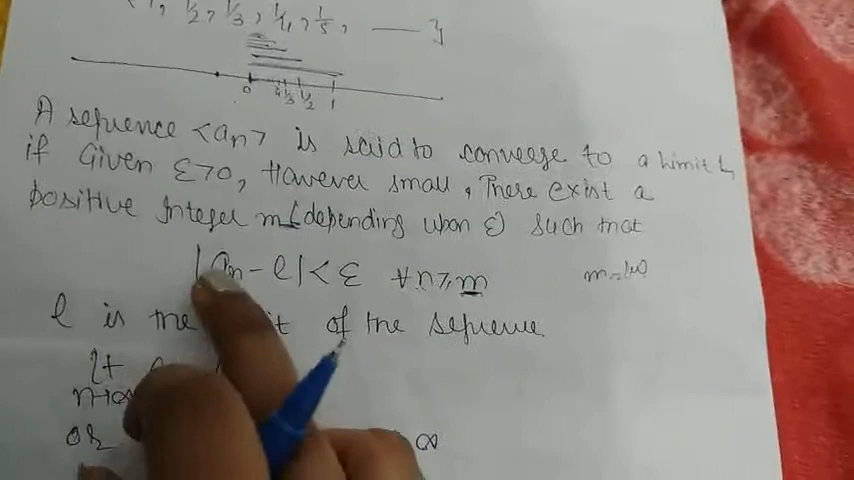 1, 1/2, 1/3, 1/4, 1/5, — }
0 1/4 1/3 1/2 1
A sequence <an> is said to converge to a limit l,
if Given ε>0, However small, There exist a
positive Integer m (depending upon ε) such that
|an - l| < ε ∀ n ≥ m
l is the of the sequence
lt
n→∞
or ∞